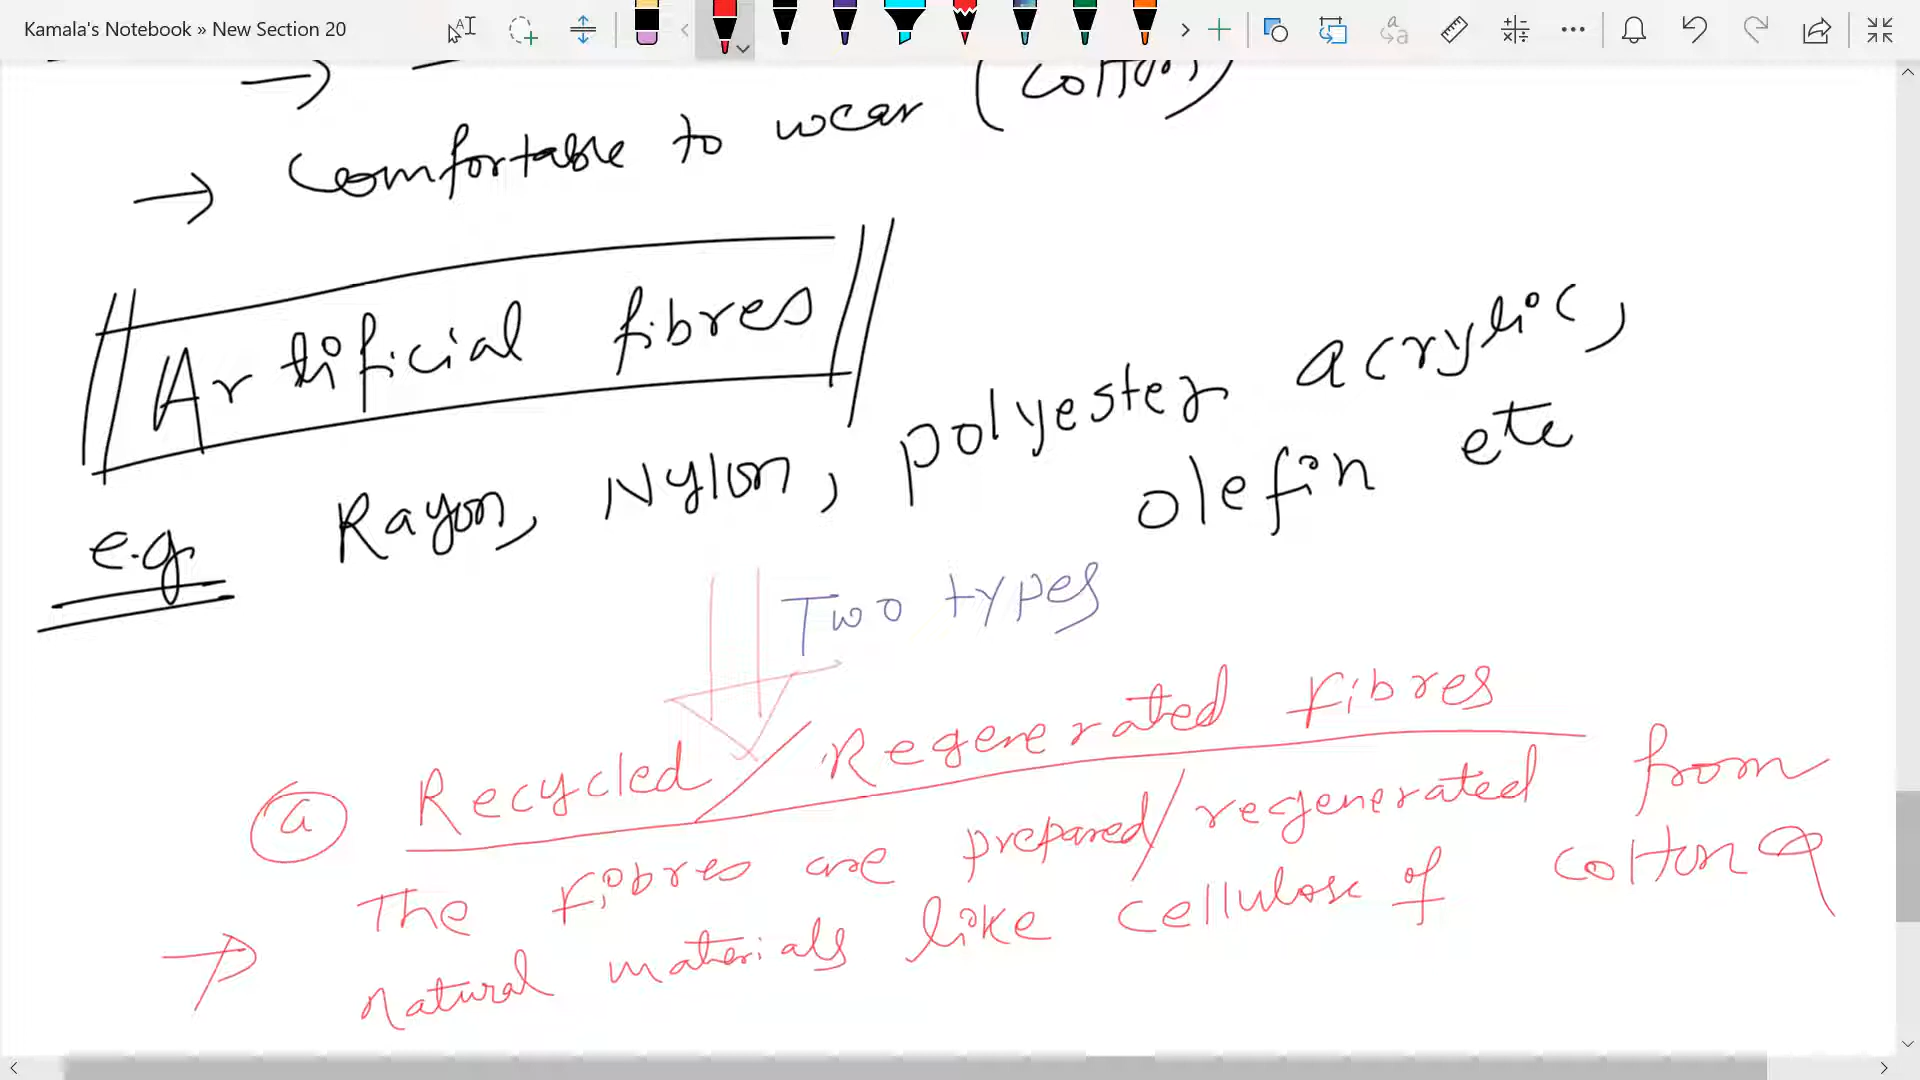 Kamala's Notebook » New Section 20
→ Comfortable to wear (cotton)
Artificial fibres
e.g. Rayon, Nylon, polyester acrylic,
olefin etc
Two types
(a) Recycled/Regenerated Fibres
→ The Fibres are prepared/regenerated from
natural materials like cellulose of cotton